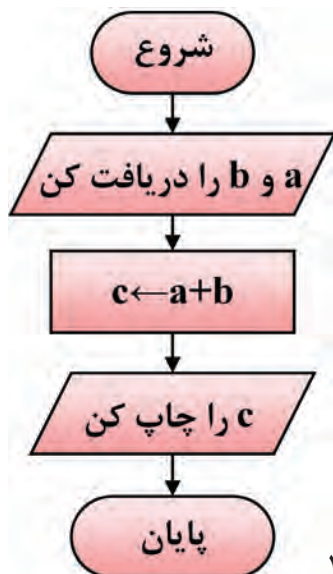 شروع
a و b را دریافت کن
c←a+b
c را چاپ کن
پایان